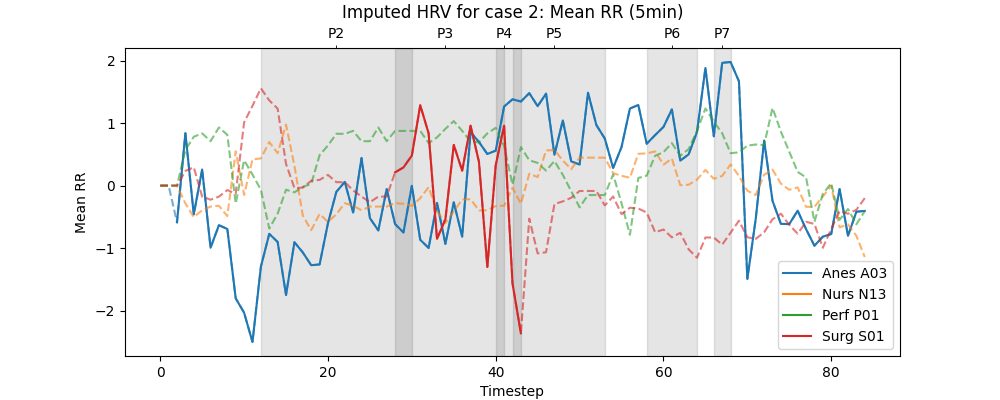 Imputed HRV for case 2: Mean RR (5min)
P2 P3 P4 P5 P6 P7
2
1
0
−1
−2
Mean RR
Anes A03
Nurs N13
Perf P01
Surg S01
0 20 40 60 80
Timestep